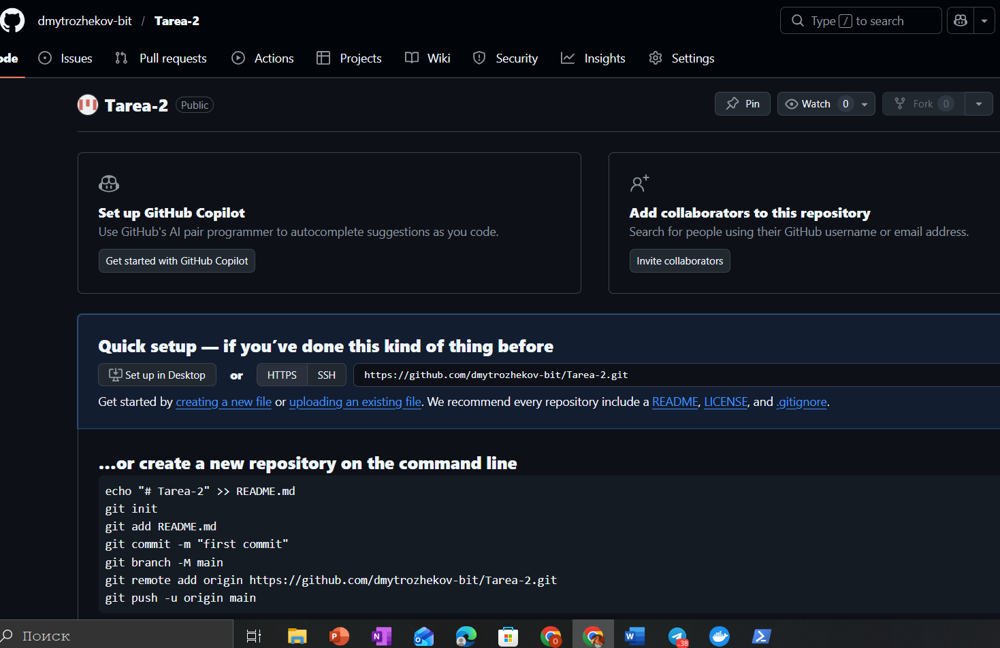 dmytrozhekov-bit / Tarea-2
Type / to search
ode
Issues
Pull requests
Actions
Projects
Wiki
Security
Insights
Settings
Tarea-2
Public
Pin
Watch 0
Fork 0
Set up GitHub Copilot
Use GitHub's AI pair programmer to autocomplete suggestions as you code.
Get started with GitHub Copilot
Add collaborators to this repository
Search for people using their GitHub username or email address.
Invite collaborators
Quick setup — if you´ve done this kind of thing before
Set up in Desktop or HTTPS SSH https://github.com/dmytrozhekov-bit/Tarea-2.git
Get started by creating a new file or uploading an existing file. We recommend every repository include a README, LICENSE, and .gitignore.
…or create a new repository on the command line
echo "# Tarea-2" >> README.md
git init
git add README.md
git commit -m "first commit"
git branch -M main
git remote add origin https://github.com/dmytrozhekov-bit/Tarea-2.git
git push -u origin main
Поиск
P
N
O
O
W
..38